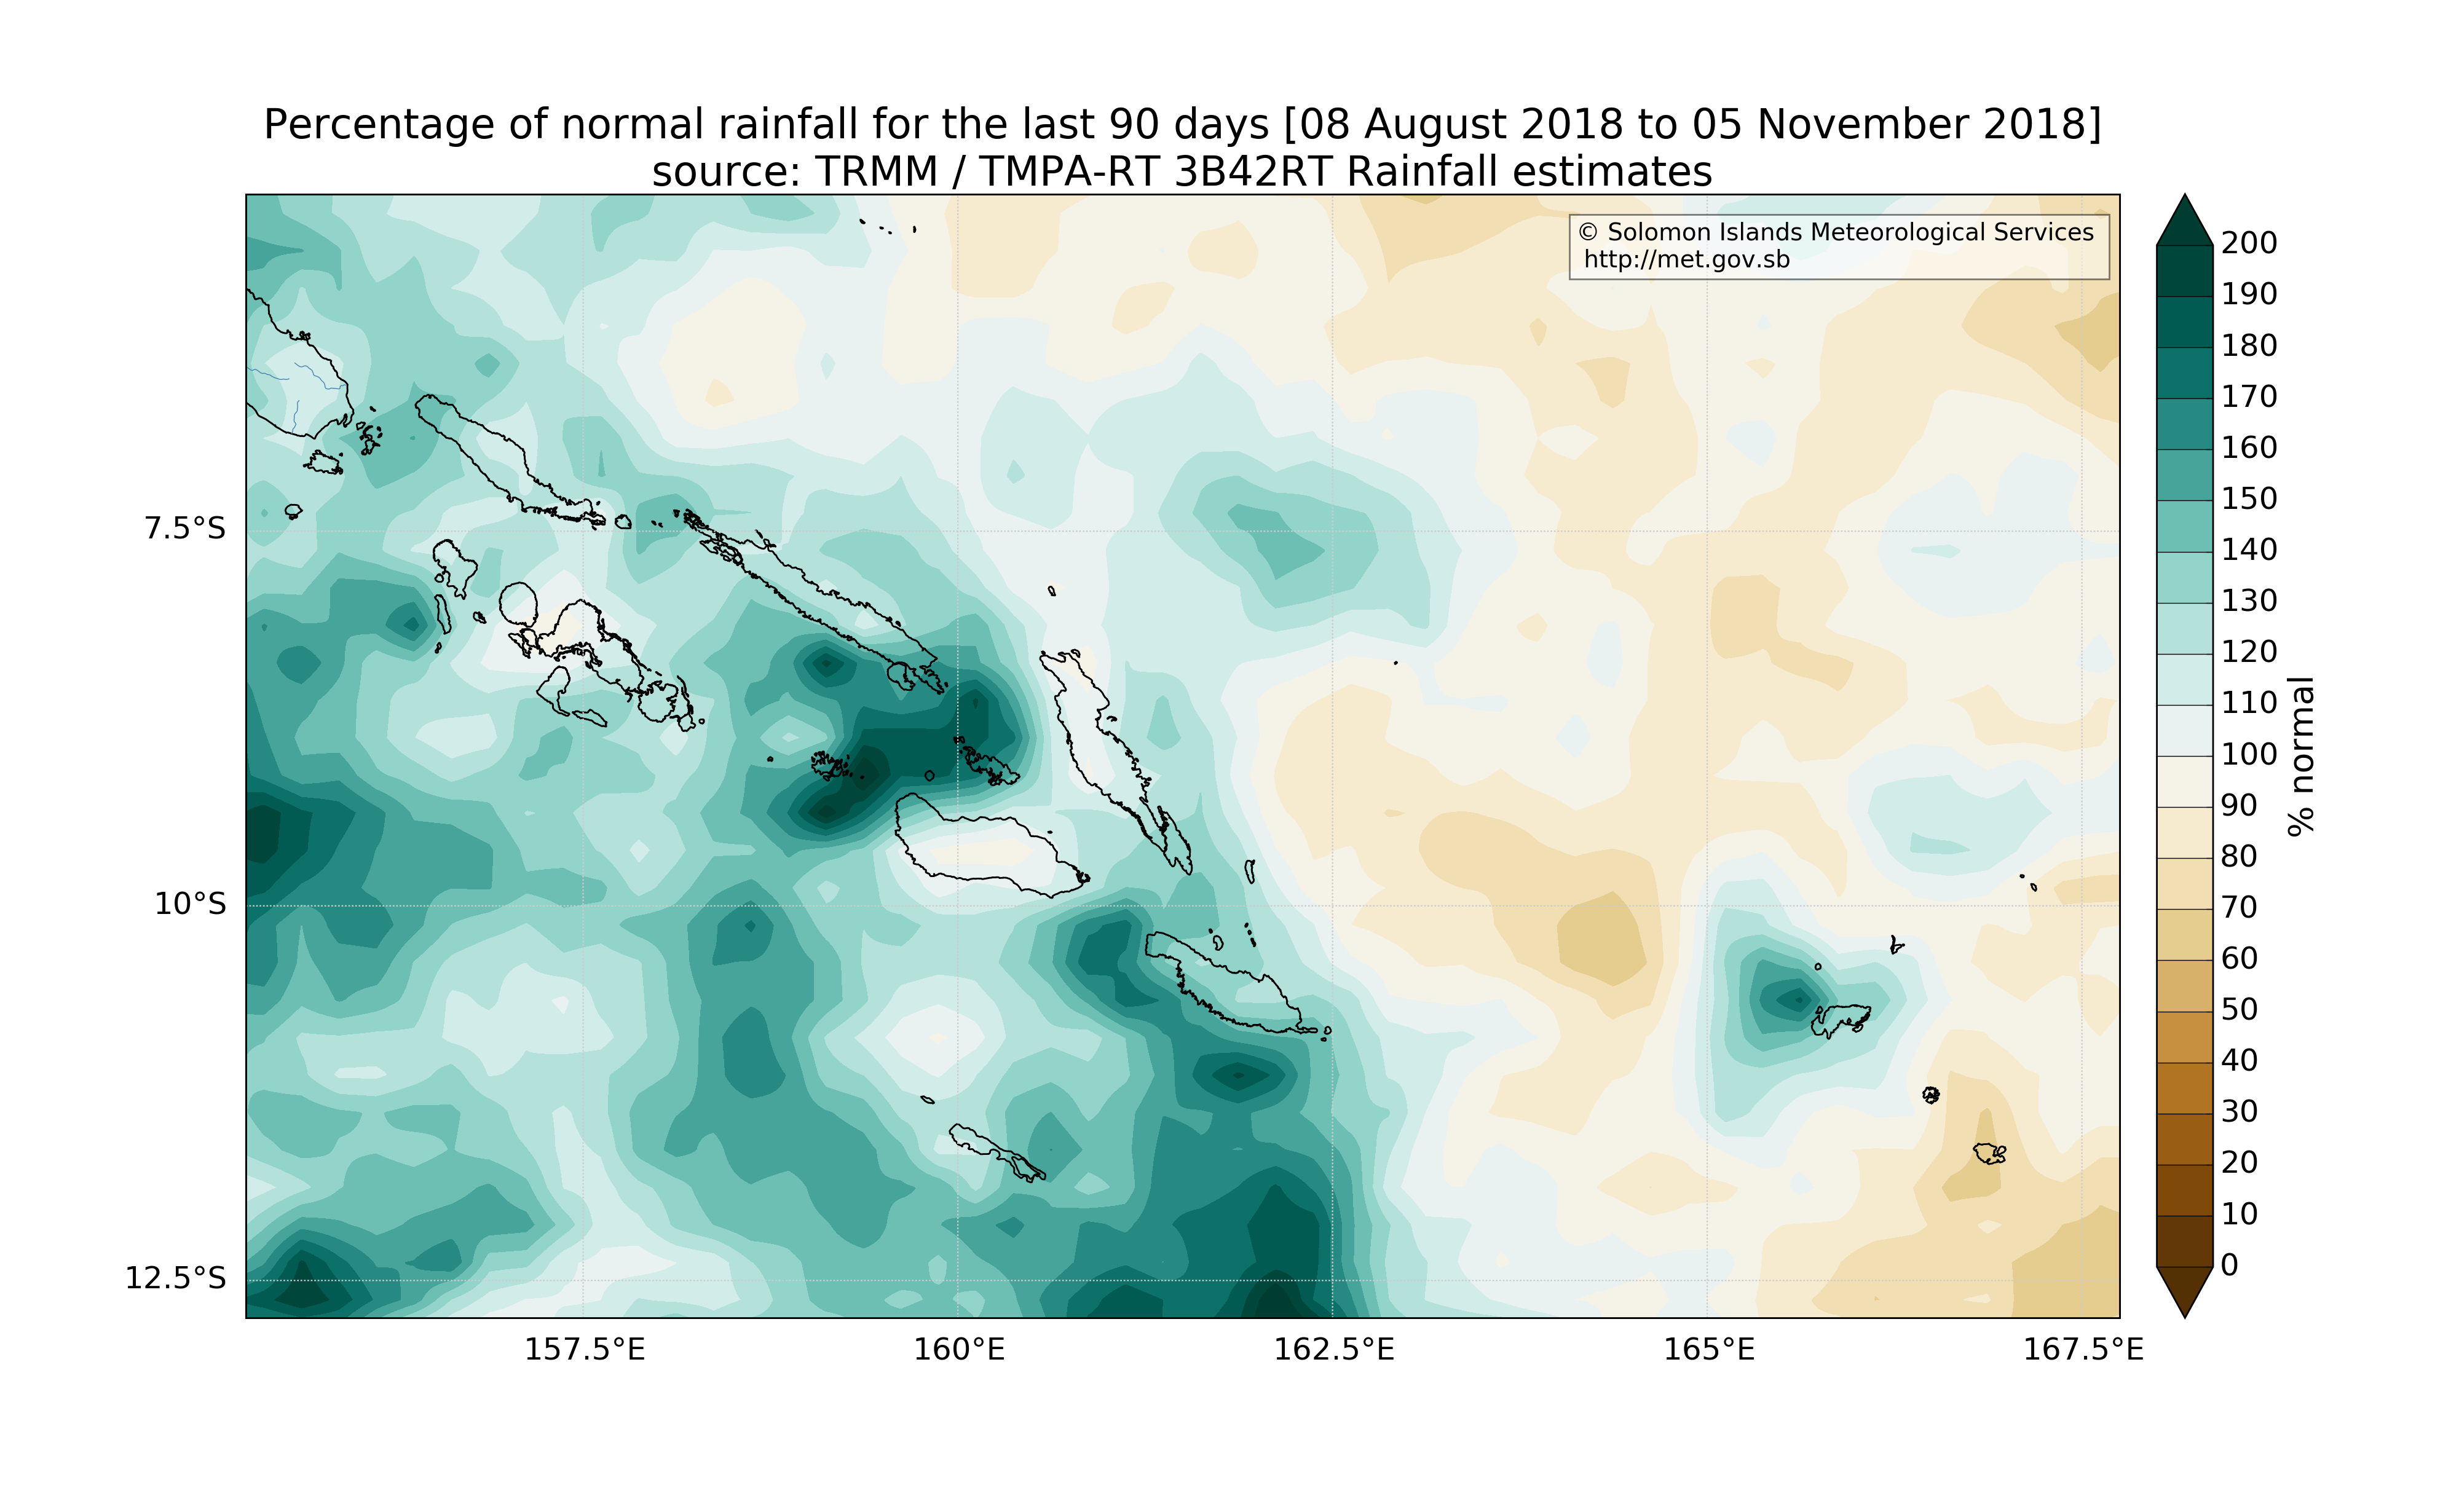 Percentage of normal rainfall for the last 90 days [08 August 2018 to 05 November 2018]
source: TRMM / TMPA-RT 3B42RT Rainfall estimates
© Solomon Islands Meteorological Services
http://met.gov.sb
7.5°S
10°S
12.5°S
157.5°E
160°E
162.5°E
165°E
167.5°E
200
190
180
170
160
150
140
130
120
110
100
90
80
70
60
50
40
30
20
10
0
% normal